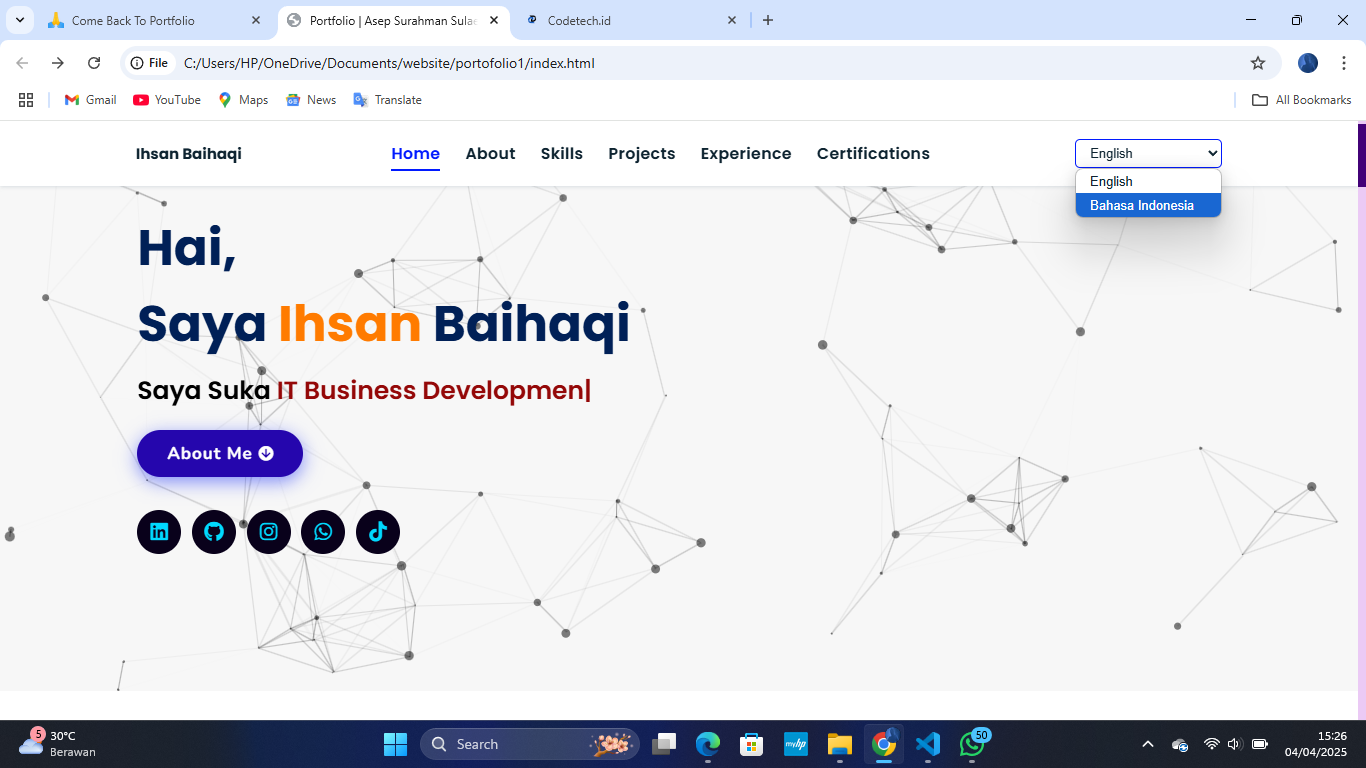 Come Back To Portfolio
Portfolio | Asep Surahman Sulae
Codetech.id
File
C:/Users/HP/OneDrive/Documents/website/portofolio1/index.html
Gmail
YouTube
Maps
News
Translate
All Bookmarks
Ihsan Baihaqi
Home
About
Skills
Projects
Experience
Certifications
English
English
Bahasa Indonesia
Hai,
Saya Ihsan Baihaqi
Saya Suka IT Business Developmen|
About Me
5
30°C
Berawan
Search
myhp
50
15:26
04/04/2025